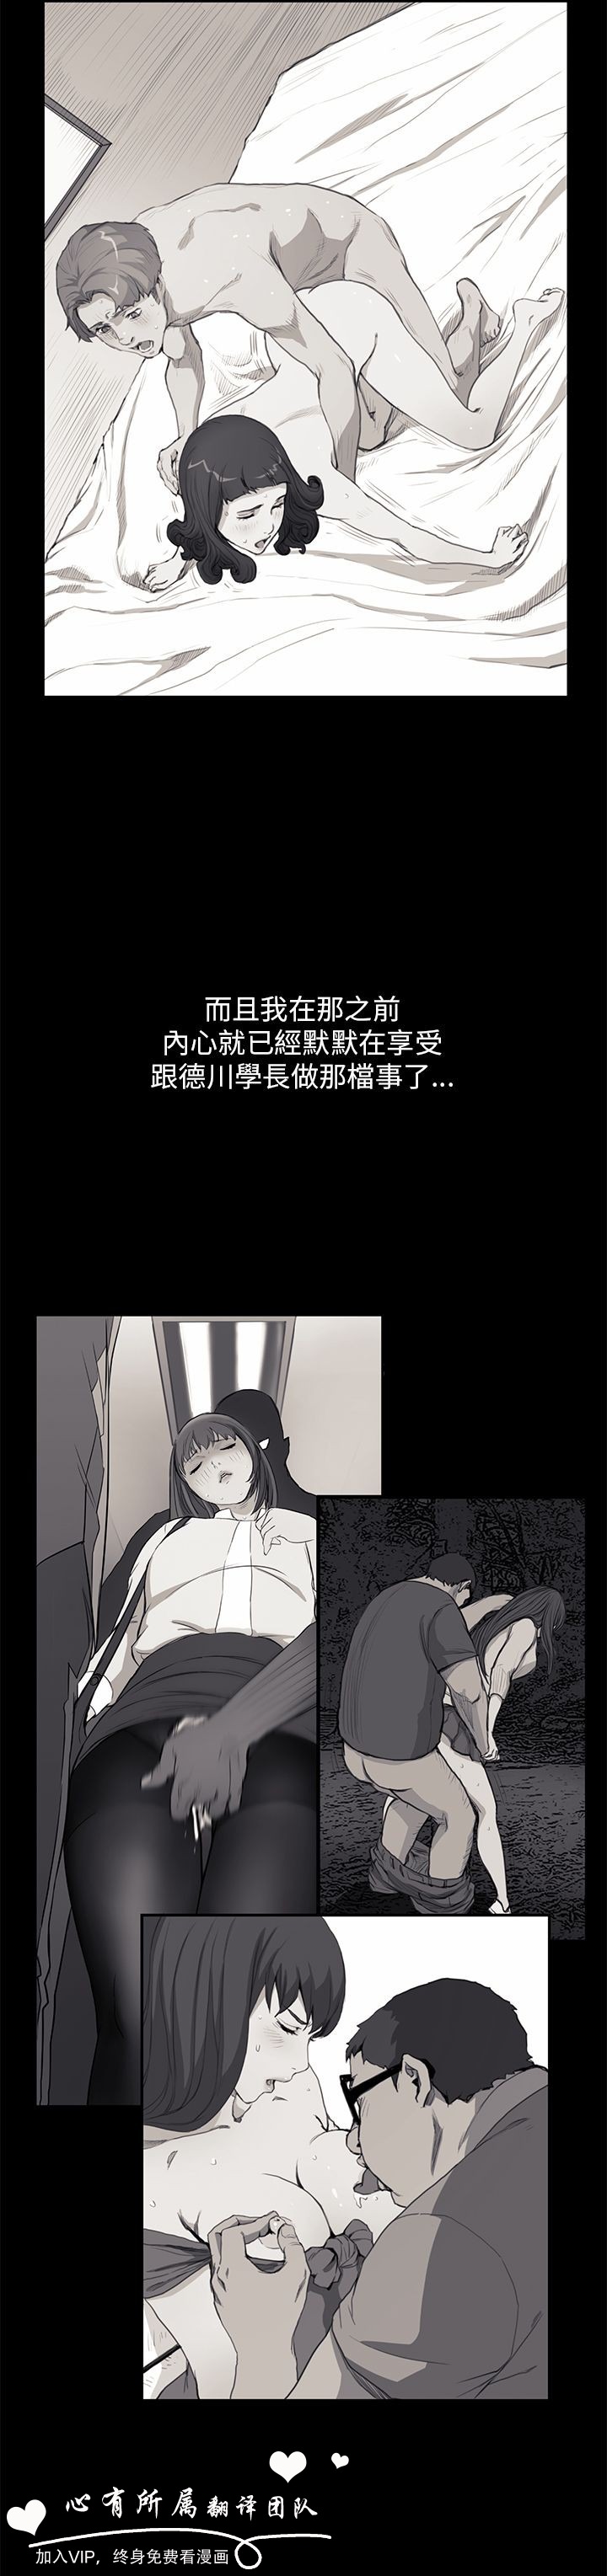 而且我在那之前
內心就已經默默在享受
跟德川學長做那檔事了...
心有所属翻译团队
加入VIP，终身免费看漫画